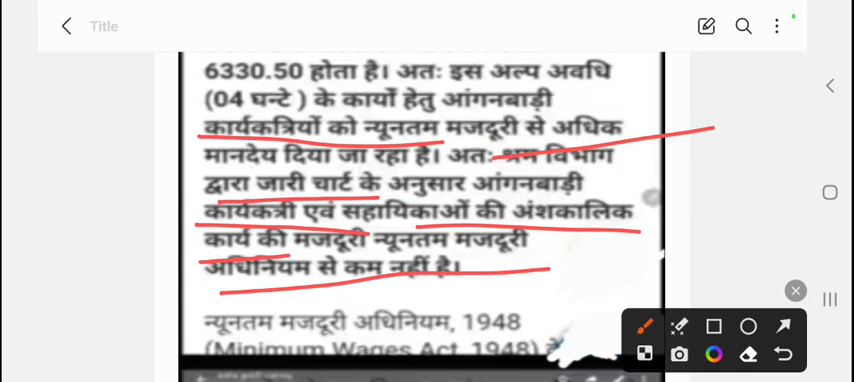 Title
6330.50 होता है। अतः इस अल्प अवधि
(04 घन्टे ) के कार्यों हेतु आंगनबाड़ी
कार्यकत्रियों को न्यूनतम मजदूरी से अधिक
मानदेय दिया जा रहा है। अतः श्रम विभाग
द्वारा जारी चार्ट के अनुसार आंगनबाड़ी
कार्यकत्री एवं सहायिकाओं की अंशकालिक
कार्य की मजदूरी न्यूनतम मजदूरी
अधिनियम से कम नहीं है।
न्यूनतम मजदूरी अधिनियम, 1948
(Minimum Wages Act, 1948) के